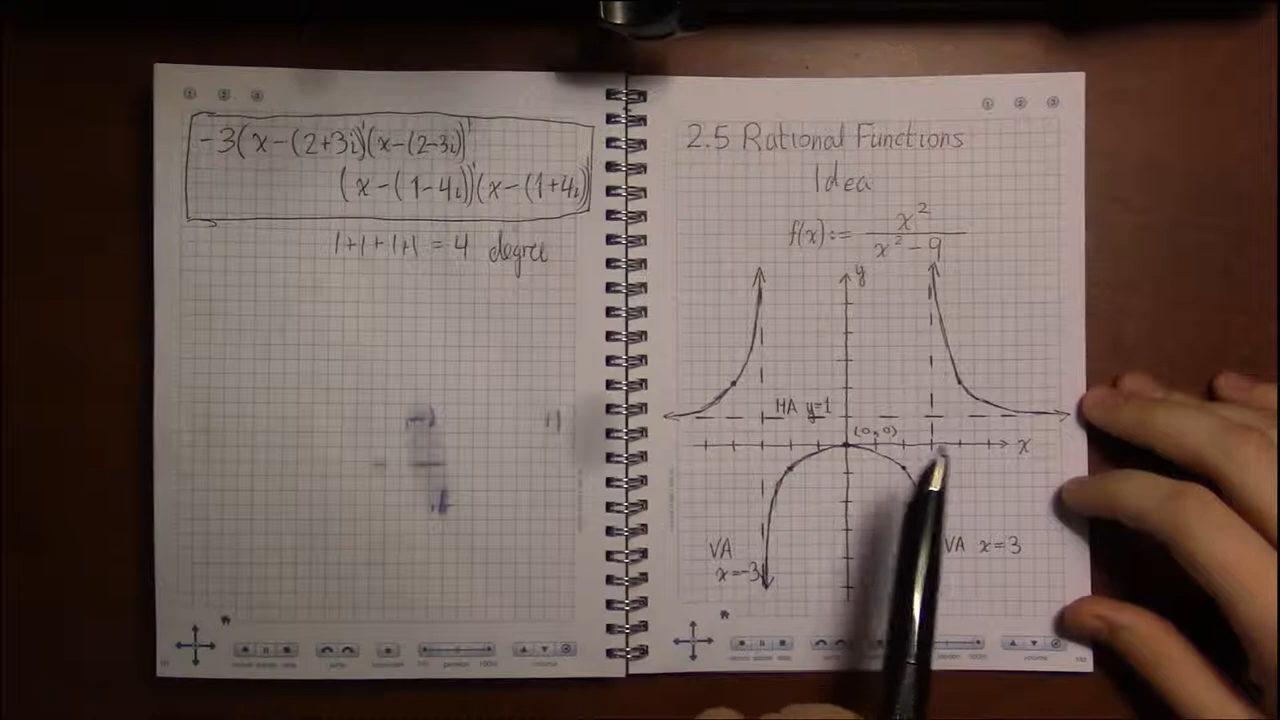 -3(x-(2+3i)'(x-(2-3i))'
(x-(1-4i))'(x-(1+4i))'
1+1+1+1 = 4 degree
2.5 Rational Functions
Idea
f(x):= x²
x² - 9
y
HA y=1
(0,0)
x
VA
x=-3
VA x=3